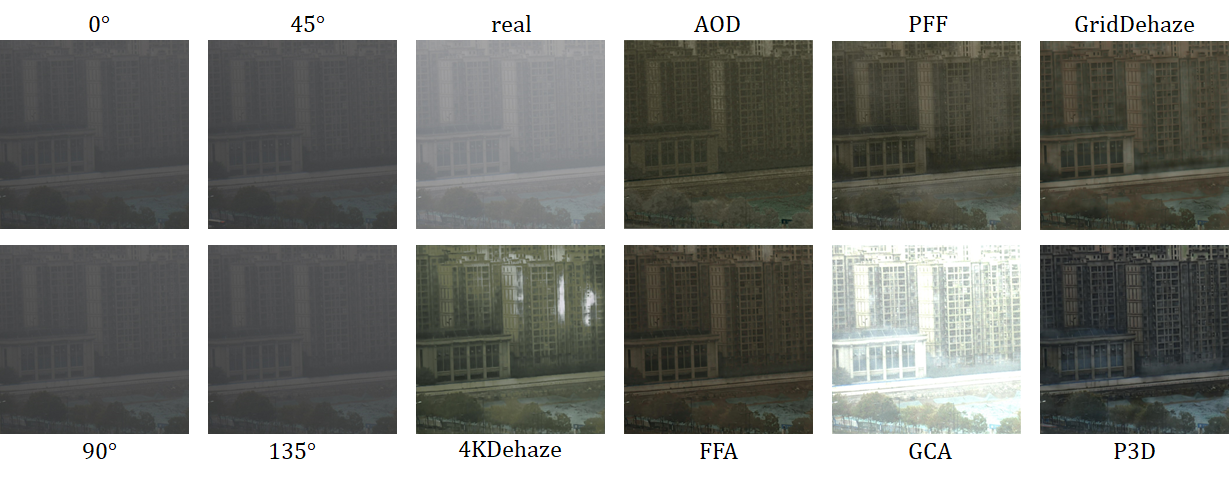 0° 45° real AOD PFF GridDehaze
90° 135° 4KDehaze FFA GCA P3D